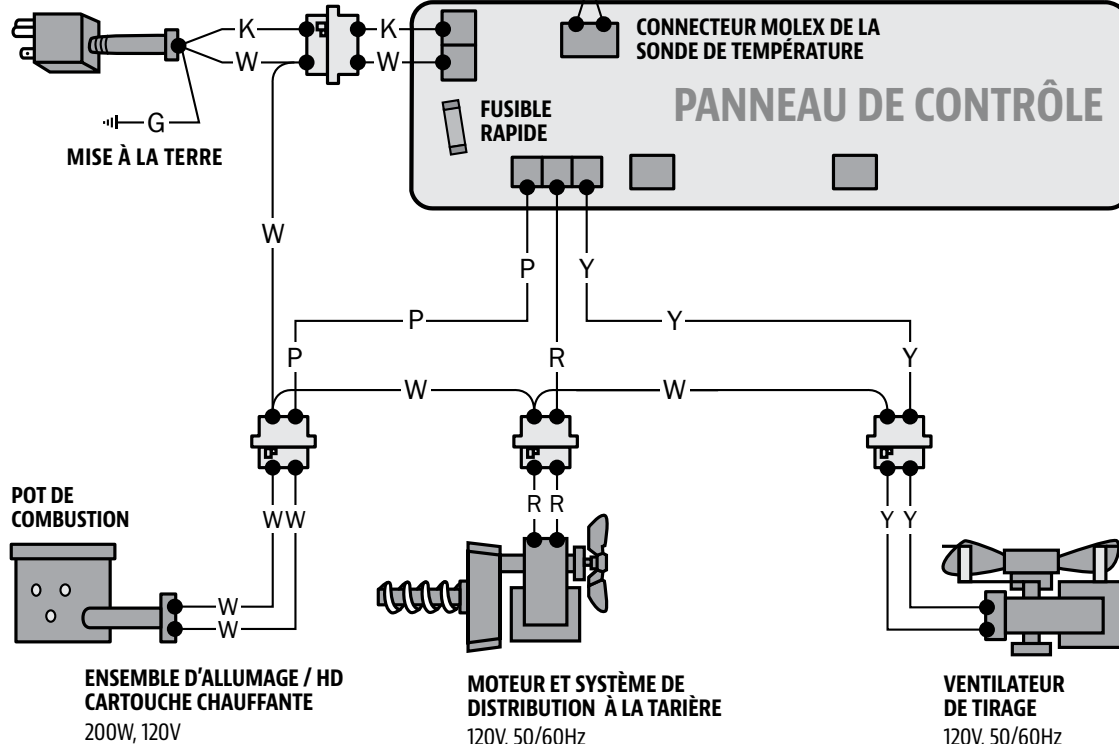 K
K
W
W
CONNECTEUR MOLEX DE LA
SONDE DE TEMPÉRATURE
PANNEAU DE CONTRÔLE
FUSIBLE
RAPIDE
G
MISE À LA TERRE
W
P
Y
P
Y
P
R
Y
W
W
POT DE
COMBUSTION
W W
R R
Y Y
W
W
ENSEMBLE D'ALLUMAGE / HD
CARTOUCHE CHAUFFANTE
200W, 120V
MOTEUR ET SYSTÈME DE
DISTRIBUTION À LA TARIÈRE
120V, 50/60Hz
VENTILATEUR
DE TIRAGE
120V, 50/60Hz